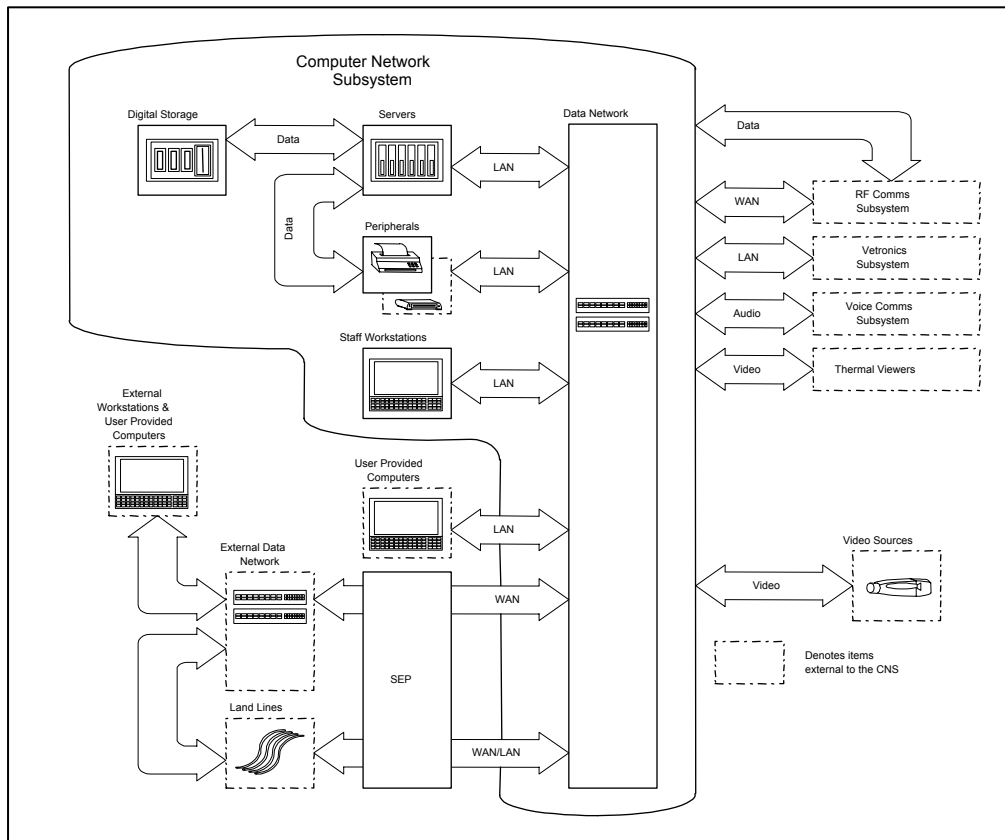 Computer Network
Subsystem
Digital Storage
Servers
Data Network
Data
Data
LAN
WAN
RF Comms
Subsystem
Data
Peripherals
LAN
LAN
Vetronics
Subsystem
Audio
Voice Comms
Subsystem
Staff Workstations
LAN
Video
Thermal Viewers
External
Workstations &
User Provided
Computers
User Provided
Computers
LAN
External Data
Network
Video Sources
WAN
Video
SEP
Denotes items
external to the CNS
Land Lines
WAN/LAN